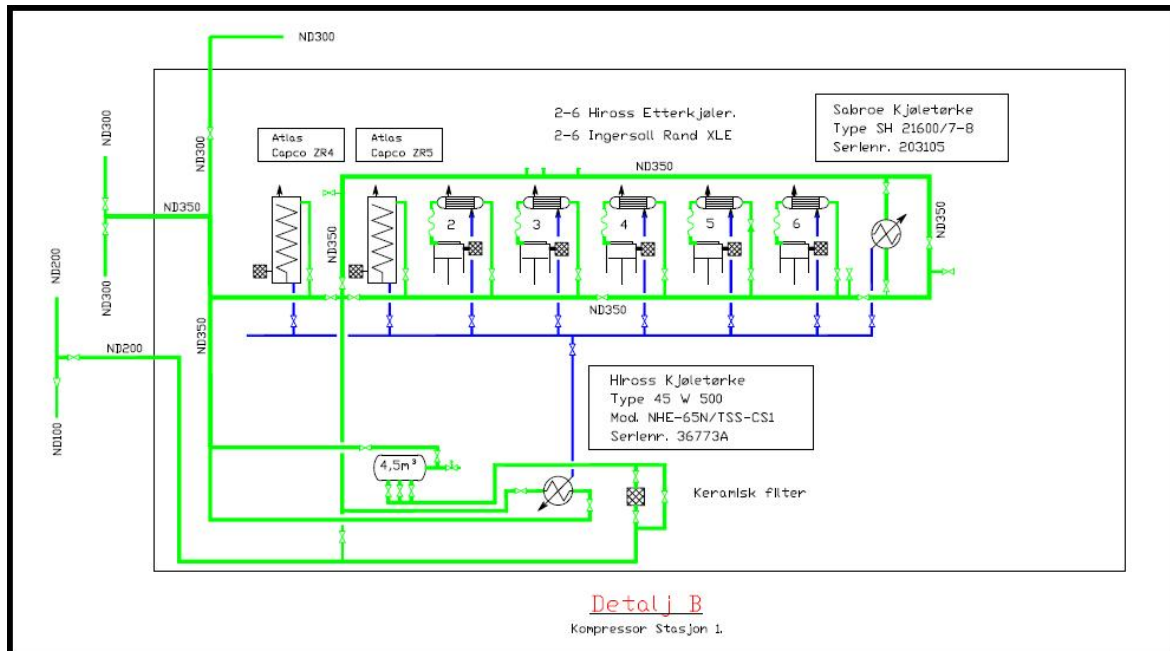 ND300
ND300
ND300
ND350
ND300
ND200
ND200
ND100
ND350
Atlas
Capco ZR4
Atlas
Capco ZR5
2-6 Hiross Etterkjøler.
2-6 Ingersoll Rand XLE
Sabroe Kjøletørke
Type SH 21600/7-8
Serienr. 203105
ND350
ND350
2
3
4
5
6
ND350
ND350
Hiross Kjøletørke
Type 45 W 500
Mod. NHE-65N/TSS-CS1
Serienr. 36773A
4,5m³
Keramisk filter
Detalj B
Kompressor Stasjon 1.